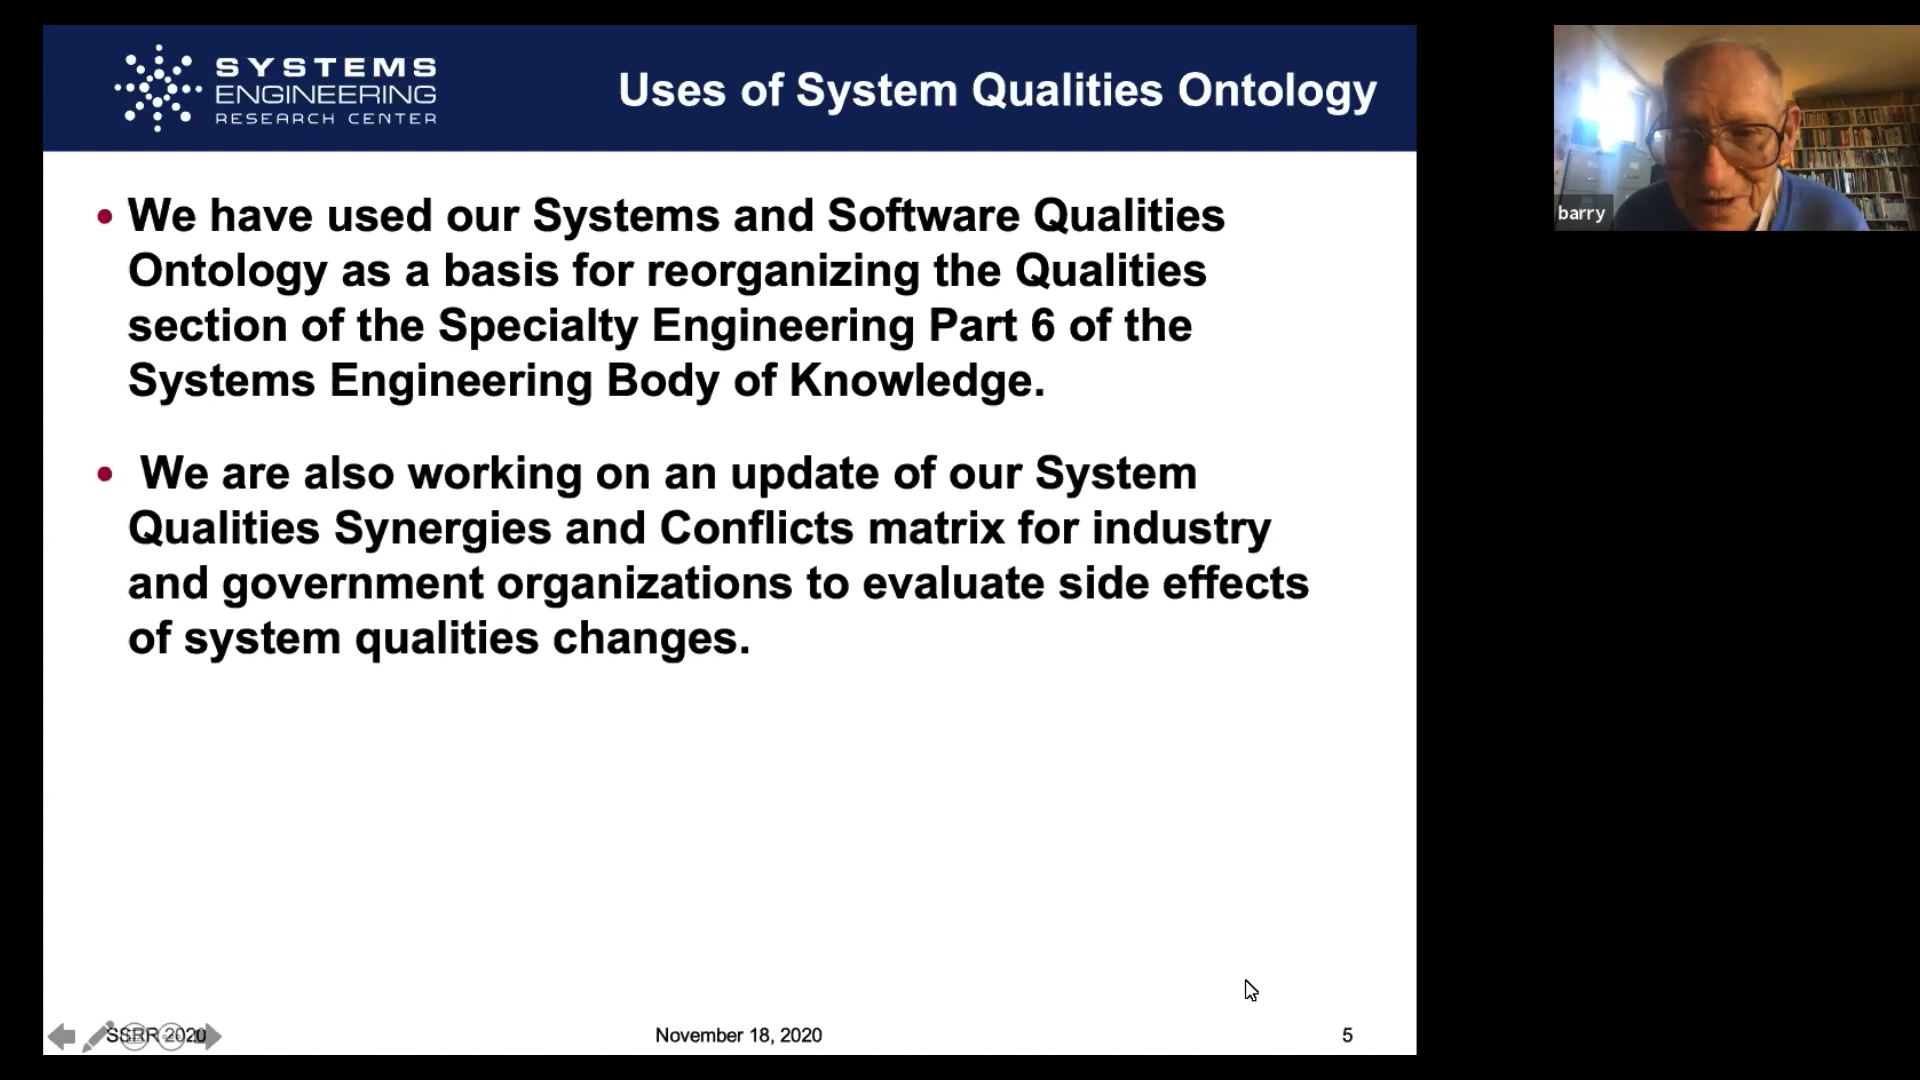 SYSTEMS
ENGINEERING
RESEARCH CENTER
Uses of System Qualities Ontology
• We have used our Systems and Software Qualities
Ontology as a basis for reorganizing the Qualities
section of the Specialty Engineering Part 6 of the
Systems Engineering Body of Knowledge.
• We are also working on an update of our System
Qualities Synergies and Conflicts matrix for industry
and government organizations to evaluate side effects
of system qualities changes.
SSRR 2020
November 18, 2020
5
barry